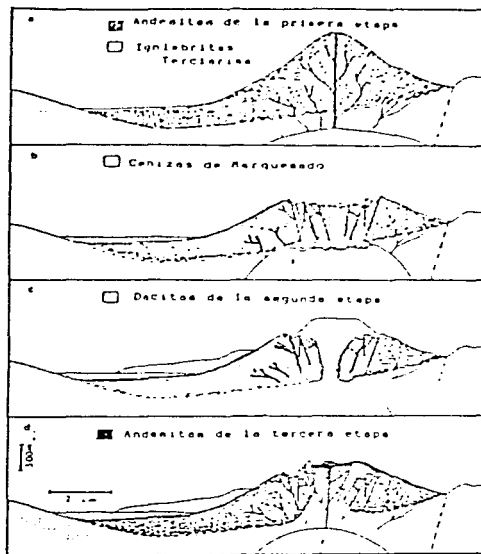 a
Andesitas de la primera etapa
Ignimbritas
Terciarias
b
Cenizas de Marquesado
c
Dacitas de la segunda etapa
d
Andesitas de la tercera etapa
300m
2 km